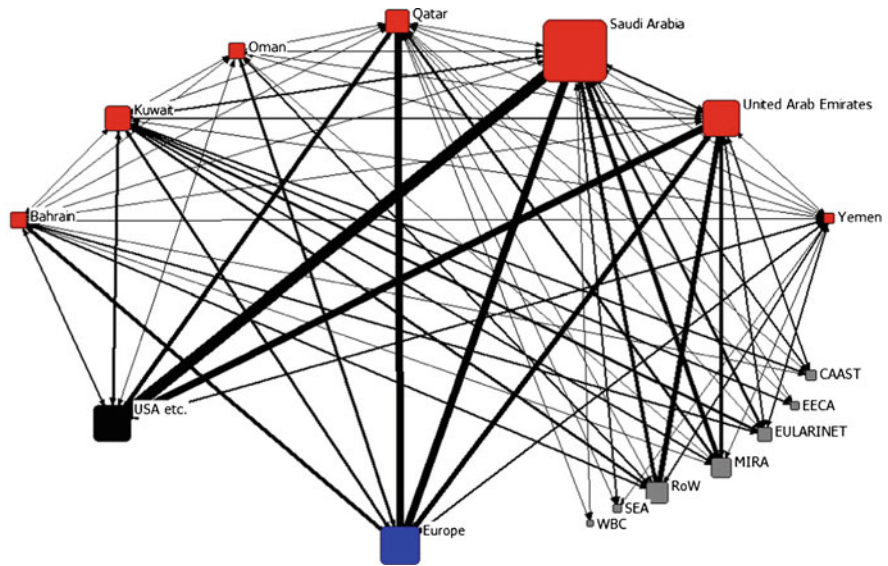 Qatar
Saudi Arabia
Oman
Kuwait
United Arab Emirates
Bahrain
Yemen
CAAST
USA etc.
EECA
EULARINET
MIRA
RoW
SEA
WBC
Europe